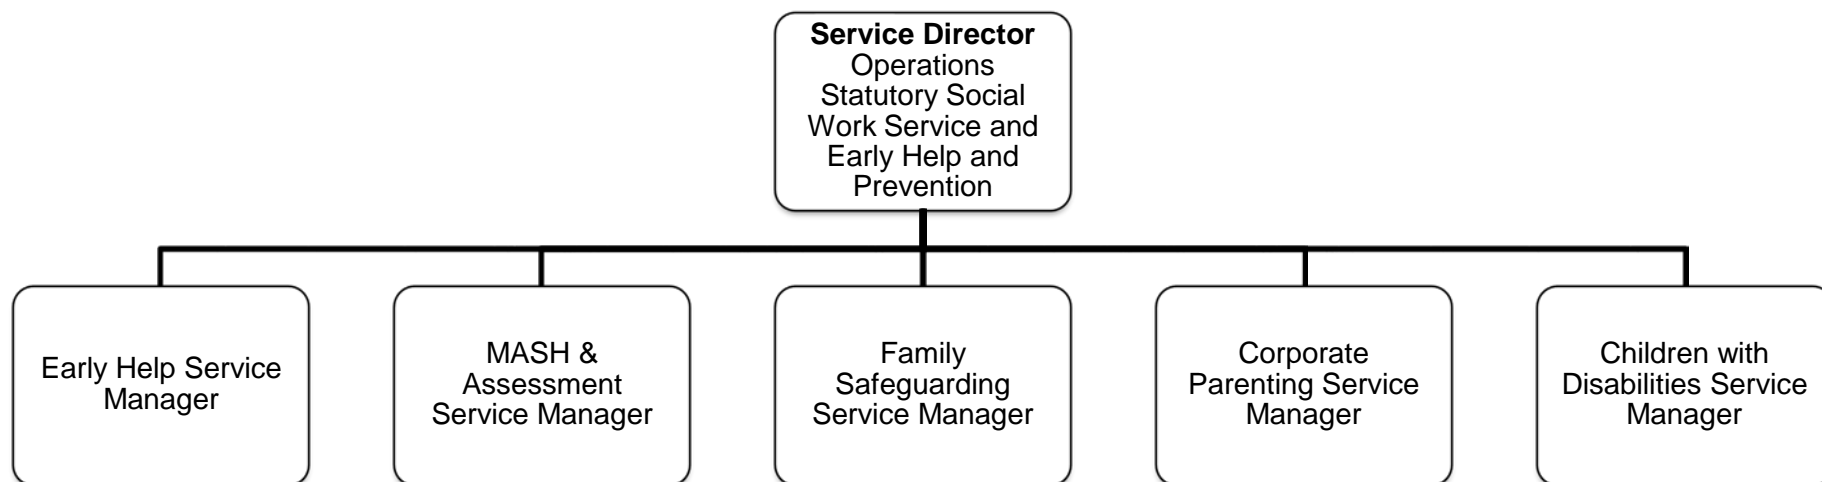 Service Director
Operations
Statutory Social
Work Service and
Early Help and
Prevention
Early Help Service
Manager
MASH &
Assessment
Service Manager
Family
Safeguarding
Service Manager
Corporate
Parenting Service
Manager
Children with
Disabilities Service
Manager